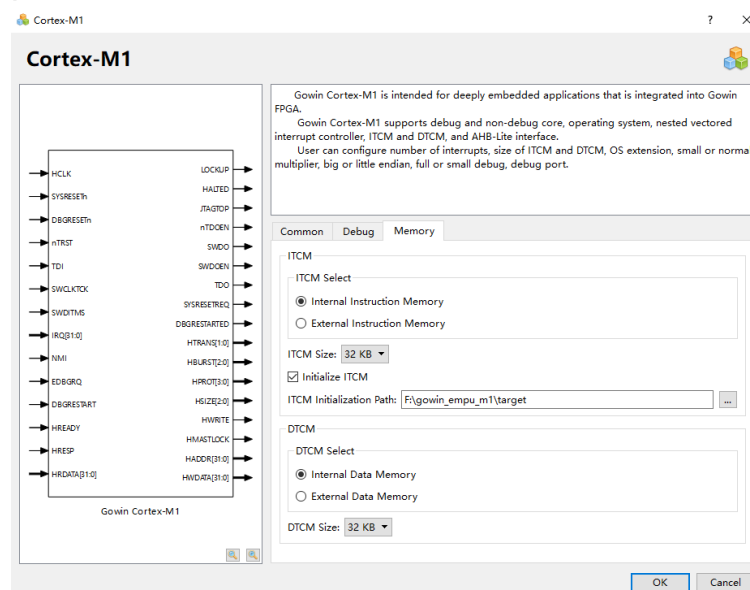 Cortex-M1
?
Cortex-M1
Gowin Cortex-M1 is intended for deeply embedded applications that is integrated into Gowin
FPGA.
Gowin Cortex-M1 supports debug and non-debug core, operating system, nested vectored
interrupt controller, ITCM and DTCM, and AHB-Lite interface.
User can configure number of interrupts, size of ITCM and DTCM, OS extension, small or norma
multiplier, big or little endian, full or small debug, debug port.
HCLK
SYSRESETn
DBGRESETn
nTRST
TDI
SWCLKTCK
SWDITMS
IRQ[31:0]
NMI
EDBGRQ
DBGRESTART
HREADY
HRESP
HRDATA[31:0]
LOCKUP
HALTED
JTAGTOP
nTDOEN
SWDO
SWDOEN
TDO
SYSRESETREQ
DBGRESTARTED
HTRANS[1:0]
HBURST[2:0]
HPROT[3:0]
HSIZE[2:0]
HWRITE
HMASTLOCK
HADDR[31:0]
HWDATA[31:0]
Gowin Cortex-M1
Common Debug Memory
ITCM
ITCM Select
Internal Instruction Memory
External Instruction Memory
ITCM Size: 32 KB
Initialize ITCM
ITCM Initialization Path: F:\gowin_empu_m1\target ...
DTCM
DTCM Select
Internal Data Memory
External Data Memory
DTCM Size: 32 KB
OK Cancel